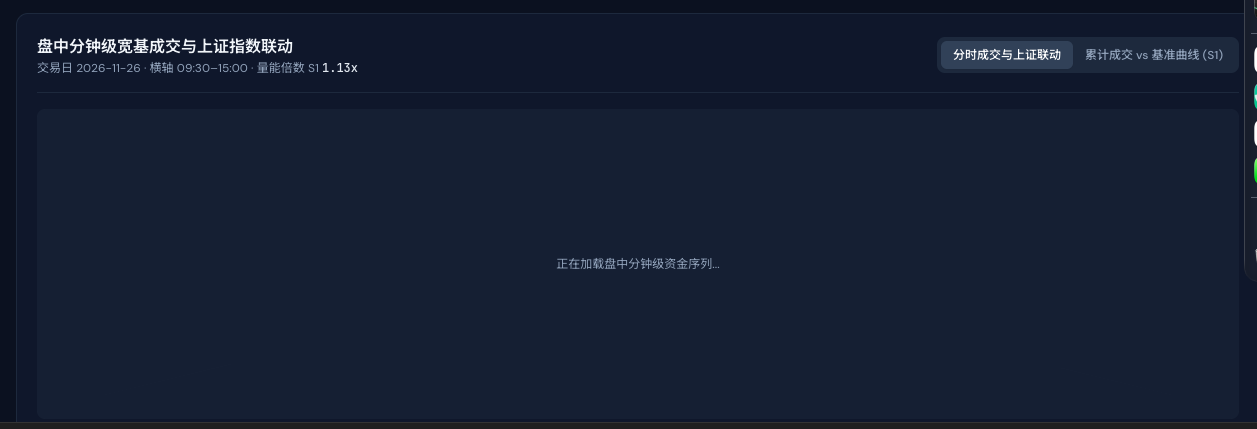 盘中分钟级宽基成交与上证指数联动
交易日 2026-11-26 · 横轴 09:30–15:00 · 量能倍数 S1 1.13x
分时成交与上证联动
累计成交 vs 基准曲线 (S1)
正在加载盘中分钟级资金序列...